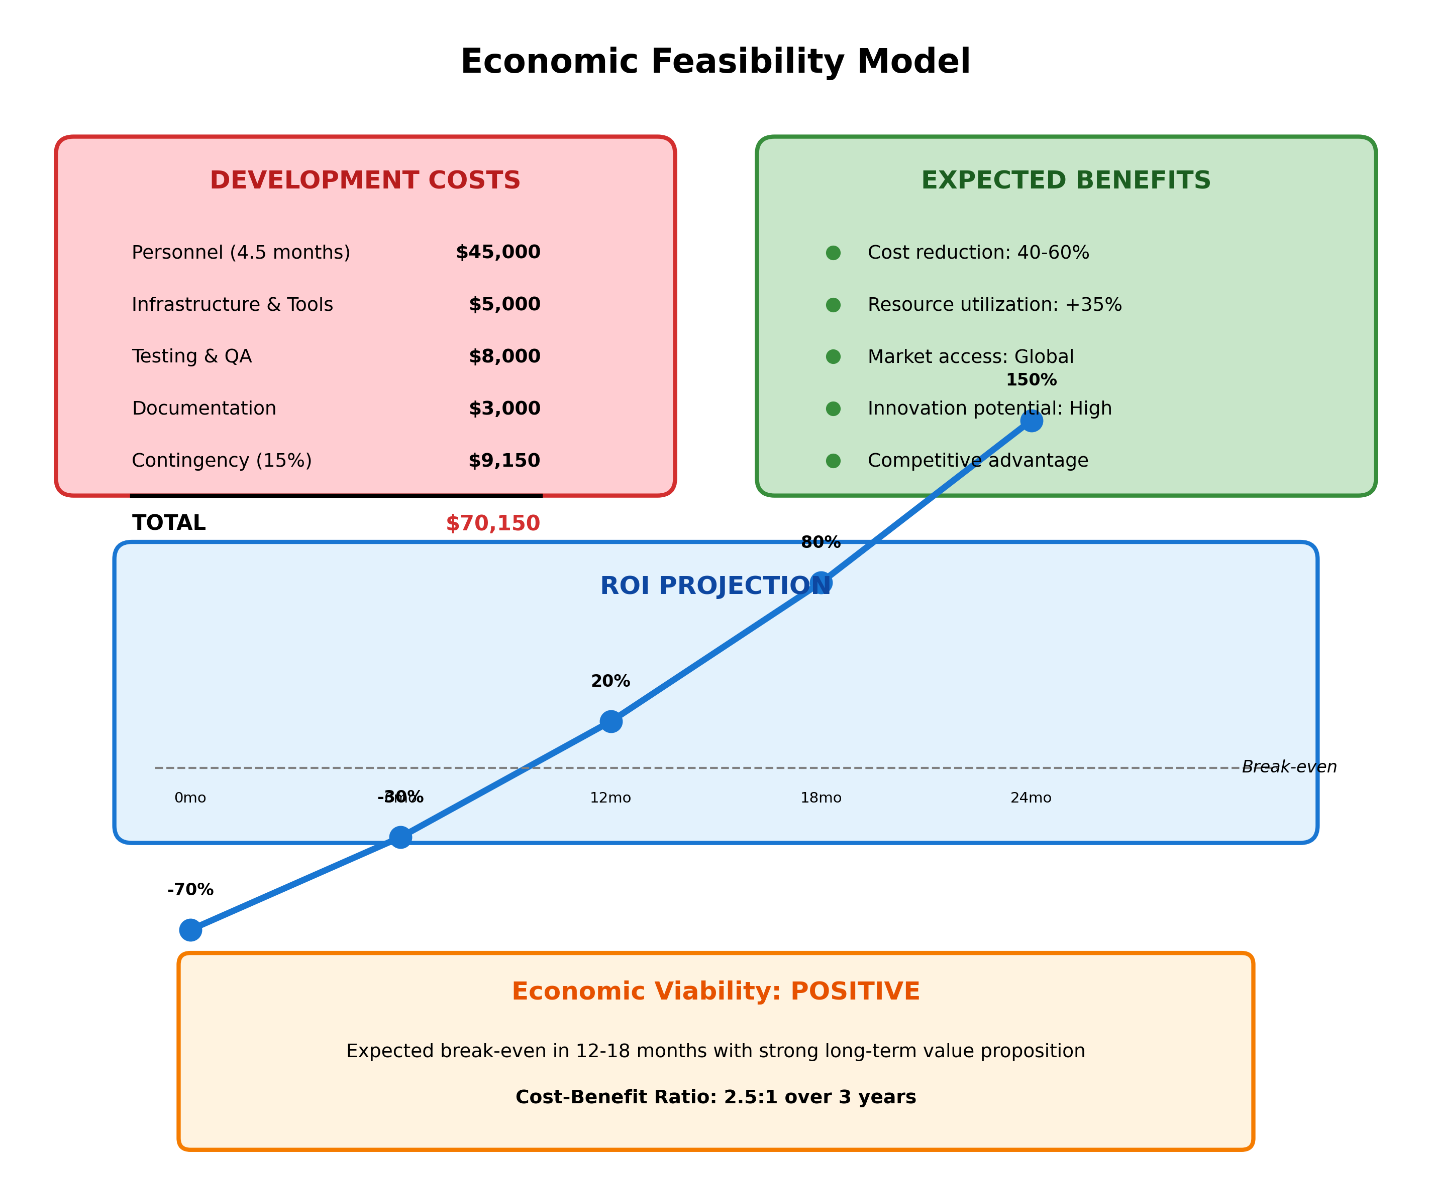 Economic Feasibility Model
DEVELOPMENT COSTS
Personnel (4.5 months) $45,000
Infrastructure & Tools $5,000
Testing & QA $8,000
Documentation $3,000
Contingency (15%) $9,150
TOTAL $70,150
EXPECTED BENEFITS
Cost reduction: 40-60%
Resource utilization: +35%
Market access: Global
150%
Innovation potential: High
Competitive advantage
80%
ROI PROJECTION
20%
Break-even
0mo -30% 12mo 18mo 24mo
-70%
Economic Viability: POSITIVE
Expected break-even in 12-18 months with strong long-term value proposition
Cost-Benefit Ratio: 2.5:1 over 3 years